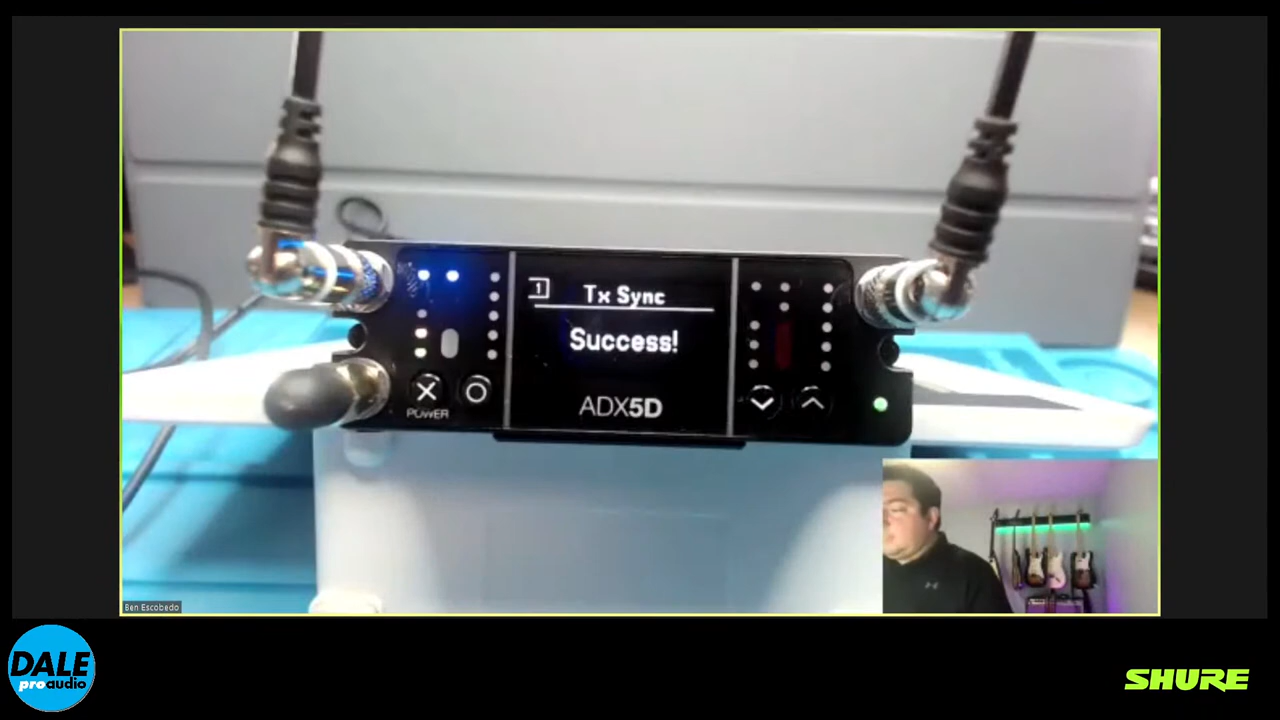 1
Tx Sync
Success!
POWER
ADX5D
Ben Escobedo
DALE
proaudio
SHURE